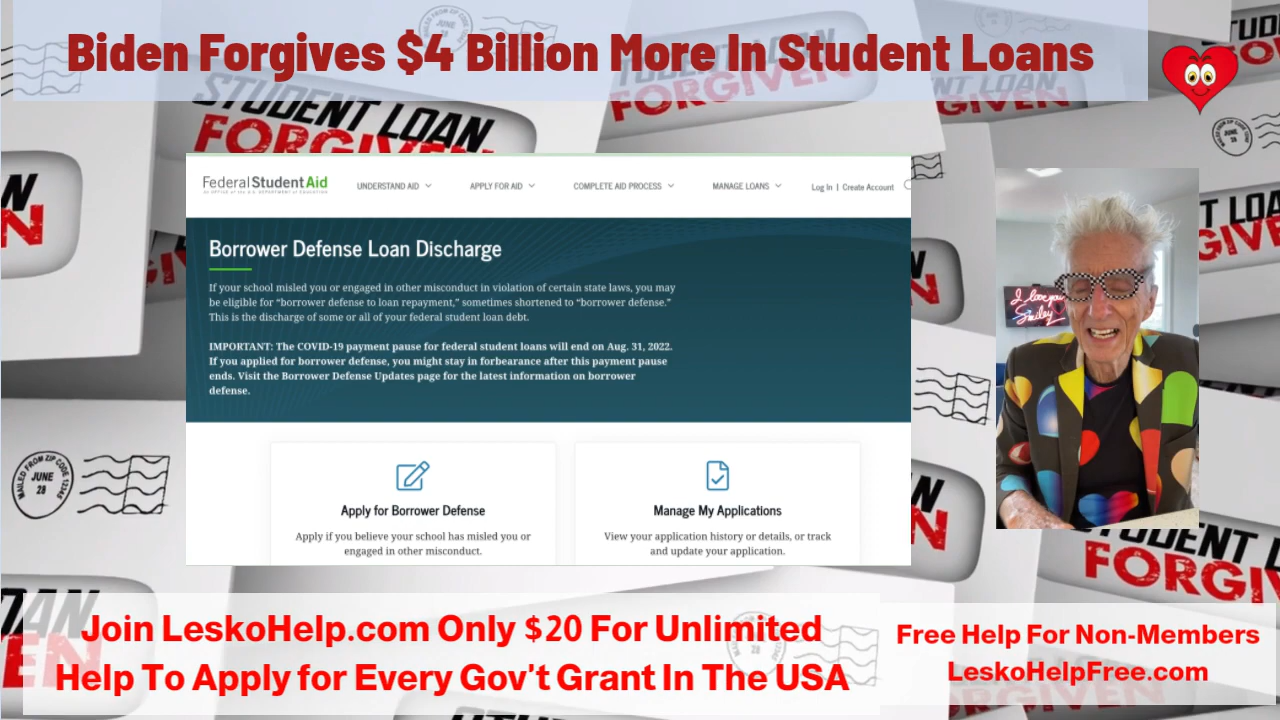 Biden Forgives $4 Billion More In Student Loans
STUDENT LOAN
FORGIVEN
FederalStudentAid
UNDERSTAND AID
APPLY FOR AID
COMPLETE AID PROCESS
MANAGE LOANS
Log In | Create Account
Borrower Defense Loan Discharge
If your school misled you or engaged in other misconduct in violation of certain state laws, you may
be eligible for “borrower defense to loan repayment,” sometimes shortened to “borrower defense.”
This is the discharge of some or all of your federal student loan debt.
IMPORTANT: The COVID-19 payment pause for federal student loans will end on Aug. 31, 2022.
If you applied for borrower defense, you might stay in forbearance after this payment pause
ends. Visit the Borrower Defense Updates page for the latest information on borrower
defense.
Apply for Borrower Defense
Apply if you believe your school has misled you or
engaged in other misconduct.
Manage My Applications
View your application history or details, or track
and update your application.
I love you
Smiley
MAILED FROM ZIP CODE 12345
JUNE
28
Join LeskoHelp.com Only $20 For Unlimited
Help To Apply for Every Gov't Grant In The USA
Free Help For Non-Members
LeskoHelpFree.com